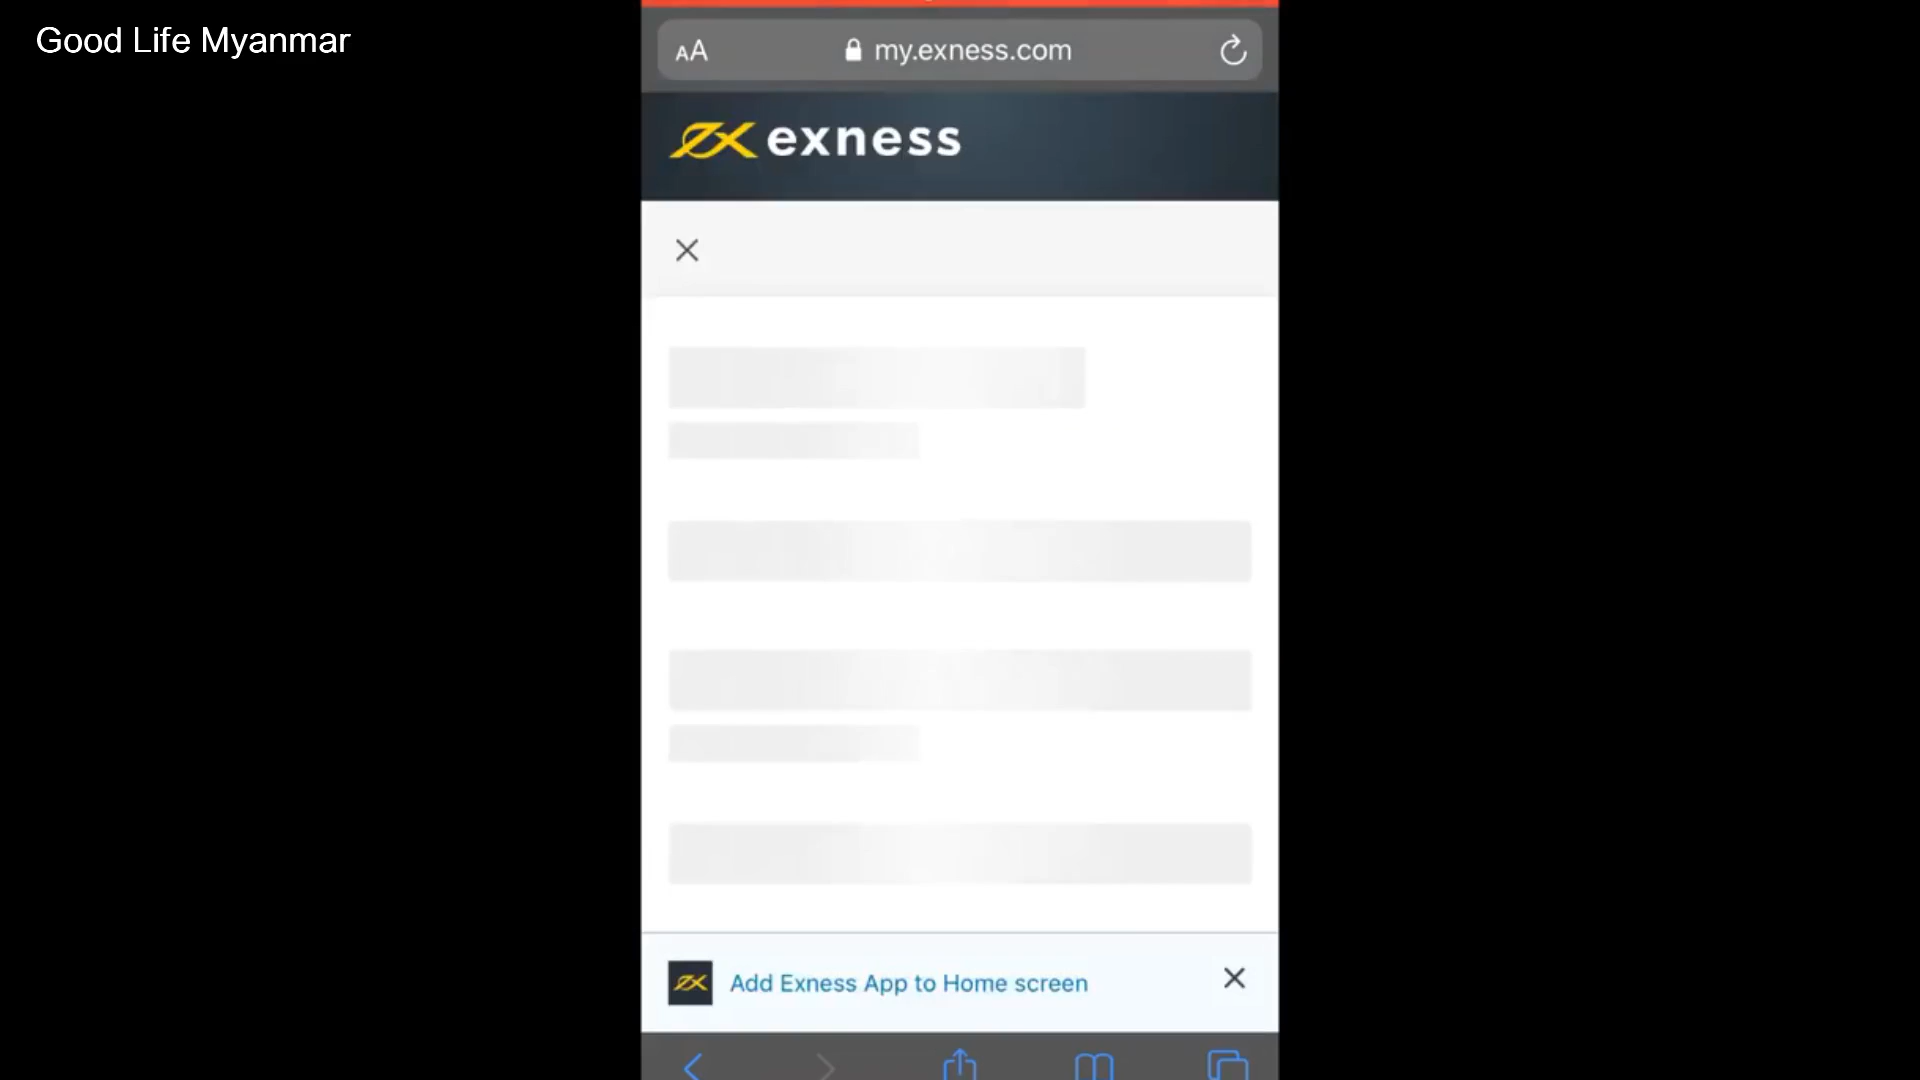 Good Life Myanmar
AA
my.exness.com
exness
Add Exness App to Home screen